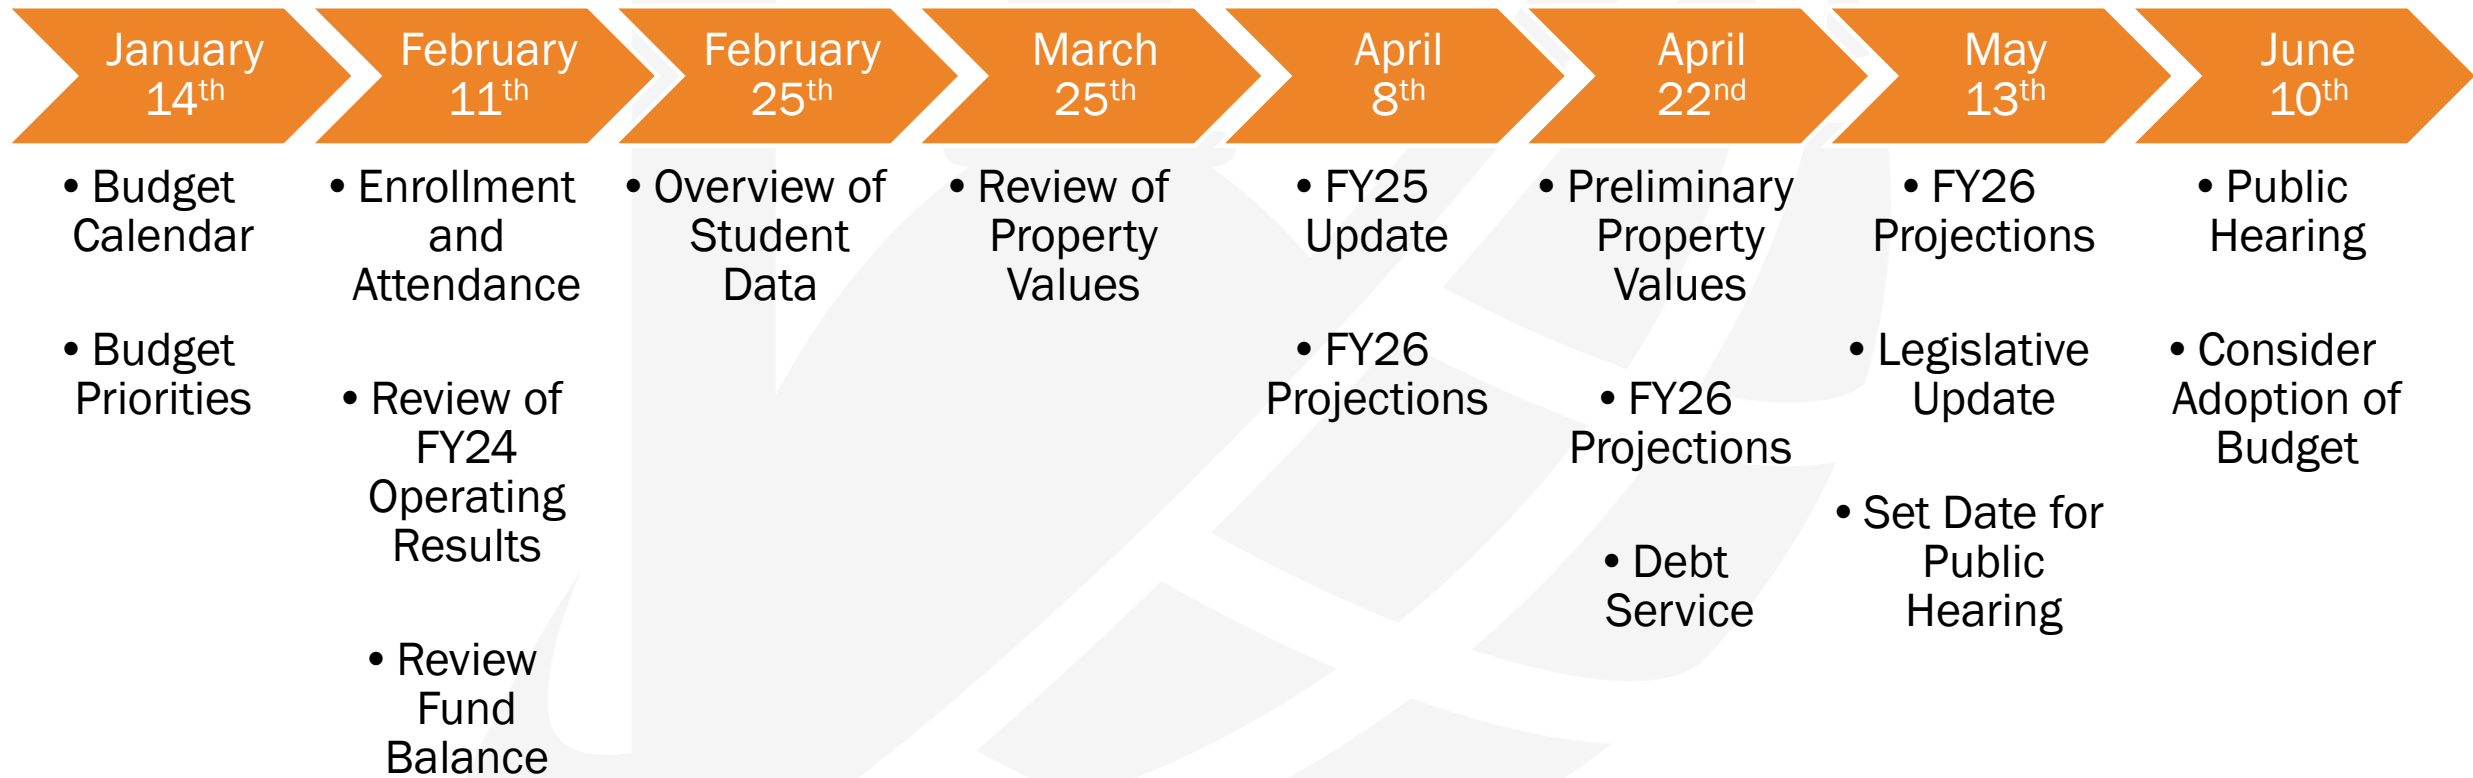 January
14th
February
11th
February
25th
March
25th
April
8th
April
22nd
May
13th
June
10th
• Budget
Calendar
• Budget
Priorities
• Enrollment
and
Attendance
• Review of
FY24
Operating
Results
• Review
Fund
Balance
• Overview of
Student
Data
• Review of
Property
Values
• FY25
Update
• FY26
Projections
• Preliminary
Property
Values
• FY26
Projections
• Debt
Service
• FY26
Projections
• Legislative
Update
• Set Date for
Public
Hearing
• Public
Hearing
• Consider
Adoption of
Budget